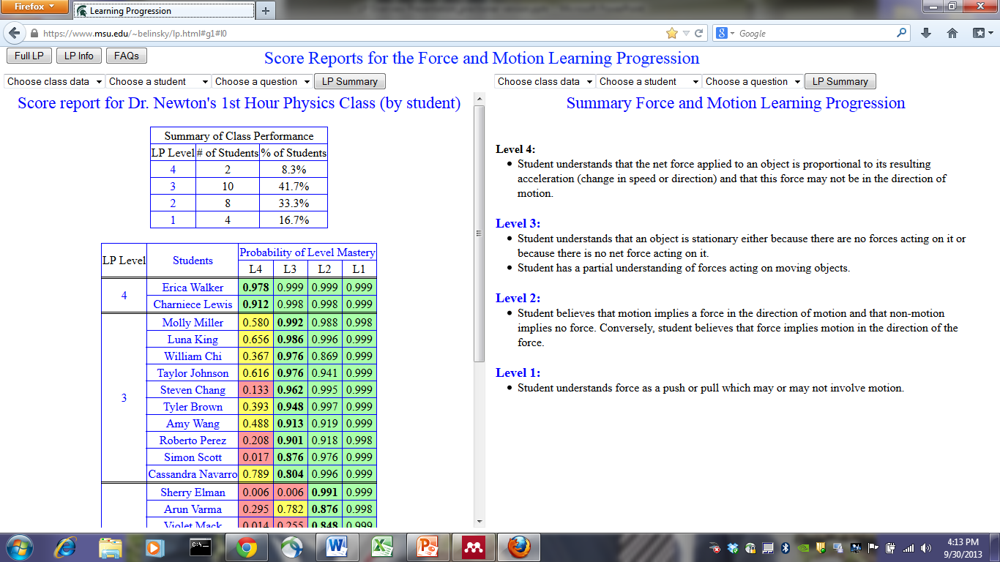 Firefox
Learning Progression
https://www.msu.edu/~belinsky/lp.html#g1#l0
Google
Full LP LP Info FAQs
Score Reports for the Force and Motion Learning Progression
Choose class data Choose a student Choose a question LP Summary
Choose class data Choose a student Choose a question LP Summary
Score report for Dr. Newton's 1st Hour Physics Class (by student)
Summary of Class Performance
LP Level # of Students % of Students
4 2 8.3%
3 10 41.7%
2 8 33.3%
1 4 16.7%
LP Level Students Probability of Level Mastery
L4 L3 L2 L1
4
Erica Walker 0.978 0.999 0.999 0.999
Charniece Lewis 0.912 0.998 0.998 0.999
3
Molly Miller 0.580 0.992 0.988 0.998
Luna King 0.656 0.986 0.996 0.999
William Chi 0.367 0.976 0.869 0.999
Taylor Johnson 0.616 0.976 0.941 0.999
Steven Chang 0.133 0.962 0.995 0.999
Tyler Brown 0.393 0.948 0.997 0.999
Amy Wang 0.488 0.913 0.919 0.999
Roberto Perez 0.208 0.901 0.918 0.998
Simon Scott 0.017 0.876 0.976 0.999
Cassandra Navarro 0.789 0.804 0.996 0.999
Sherry Elman 0.006 0.006 0.991 0.999
Arun Varma 0.295 0.782 0.876 0.998
Violet Mack 0.014 0.255 0.848 0.999
Summary Force and Motion Learning Progression
Level 4:
Student understands that the net force applied to an object is proportional to its resulting
acceleration (change in speed or direction) and that this force may not be in the direction of
motion.
Level 3:
Student understands that an object is stationary either because there are no forces acting on it or
because there is no net force acting on it.
Student has a partial understanding of forces acting on moving objects.
Level 2:
Student believes that motion implies a force in the direction of motion and that non-motion
implies no force. Conversely, student believes that force implies motion in the direction of the
force.
Level 1:
Student understands force as a push or pull which may or may not involve motion.
4:13 PM
9/30/2013